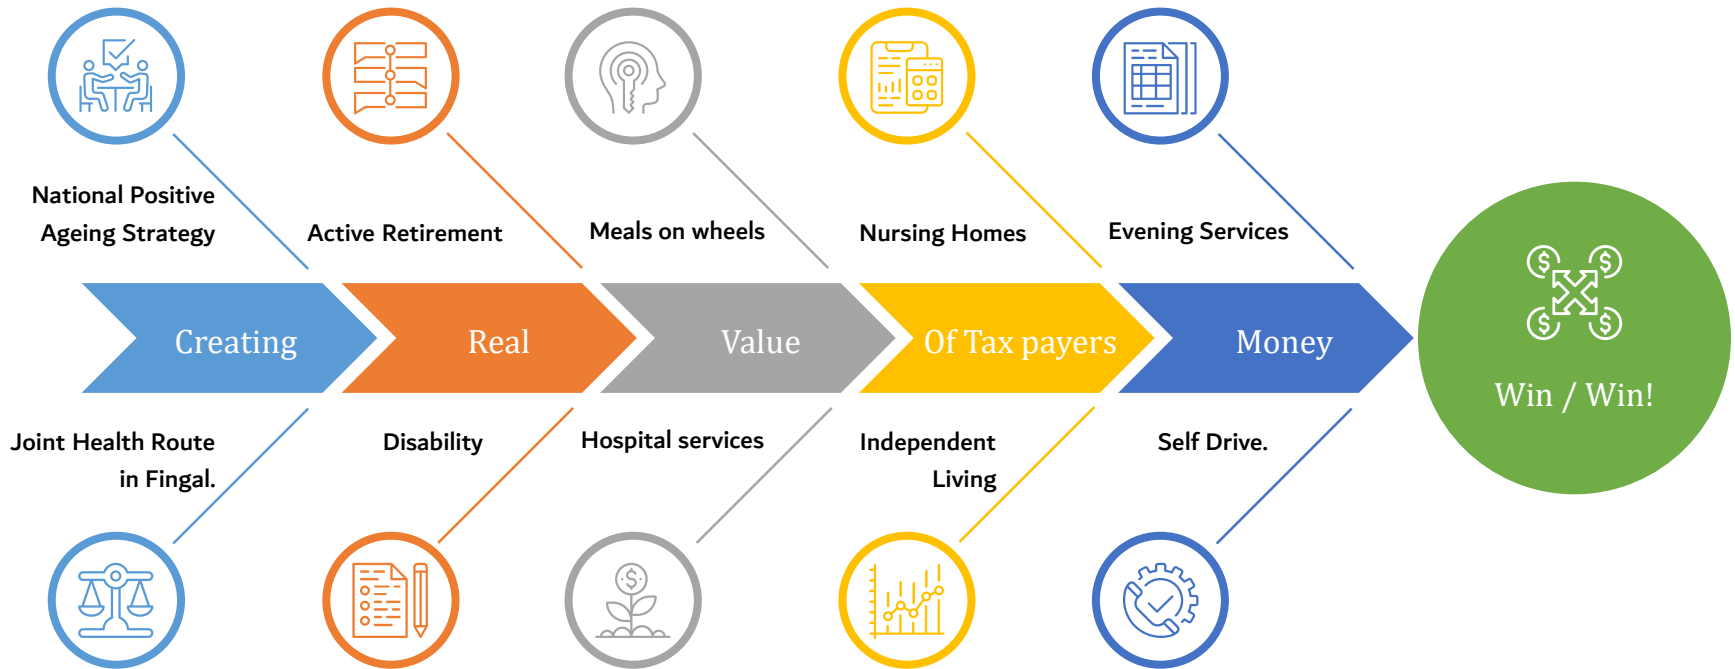 National Positive
Ageing Strategy
Active Retirement
Meals on wheels
Nursing Homes
Evening Services
Creating
Real
Value
Of Tax payers
Money
Win / Win!
Joint Health Route
in Fingal.
Disability
Hospital services
Independent
Living
Self Drive.